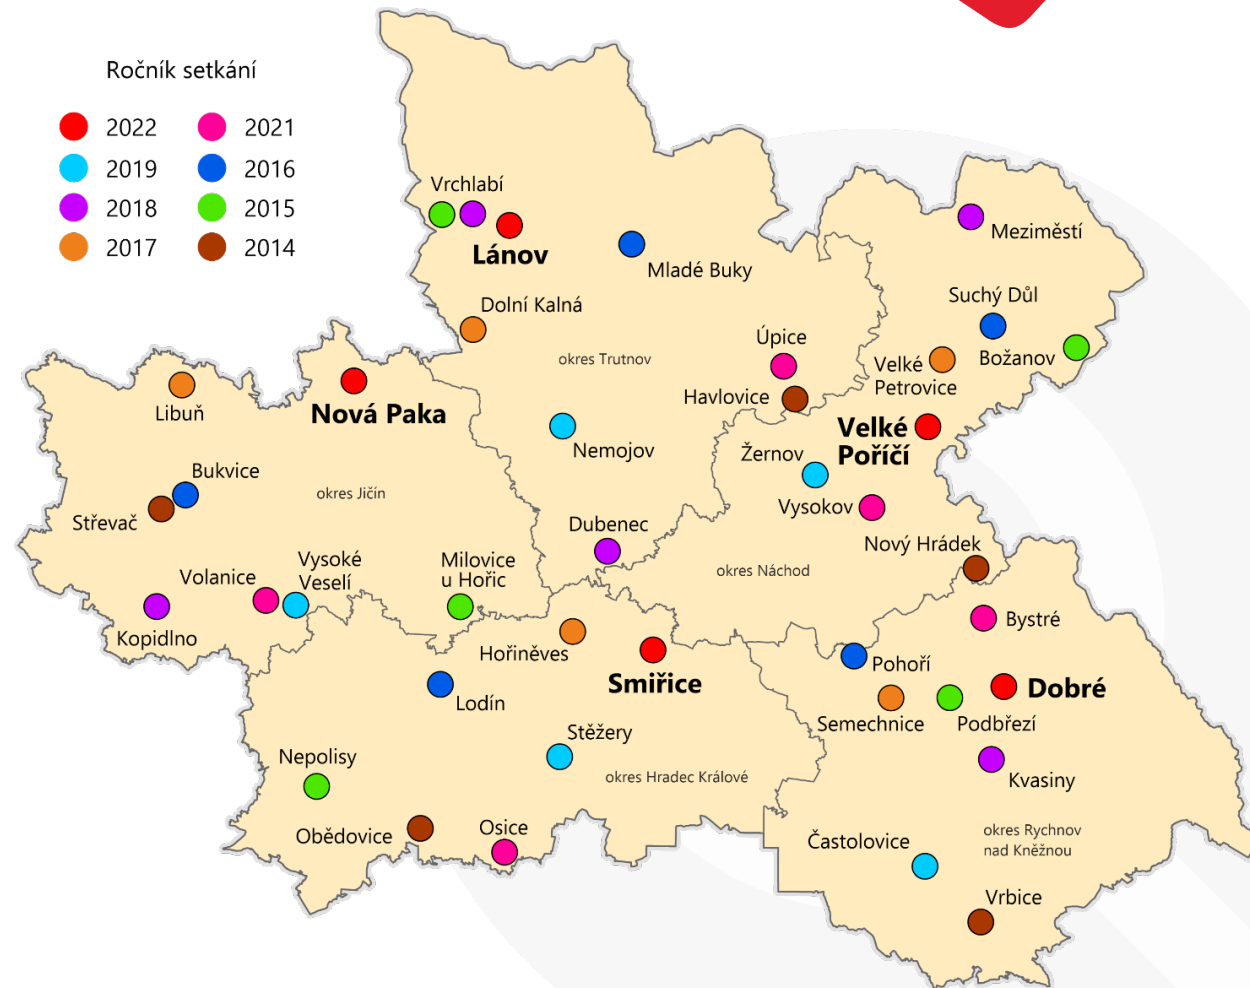 Ročník setkání
2022
2021
2019
2016
2018
2015
2017
2014
Vrchlabí
Lánov
Mladé Buky
Meziměstí
Suchý Důl
Božanov
Dolní Kalná
okres Trutnov
Úpice
Velké
Petrovice
Havlovice
Libuň
Nová Paka
Velké
Poříčí
Nemojov
Žernov
Bukvice
okres Jičín
Vysokov
Střevač
Dubenec
Nový Hrádek
Vysoké
Veselí
Milovice
u Hořic
Volanice
okres Náchod
Kopidlno
Bystré
Hořiněves
Pohoří
Smiřice
Dobré
Lodín
Semechnice
Podbřezí
Stěžery
Nepolisy
okres Hradec Králové
Kvasiny
Obědovice
Osice
Častolovice
okres Rychnov
nad Kněžnou
Vrbice